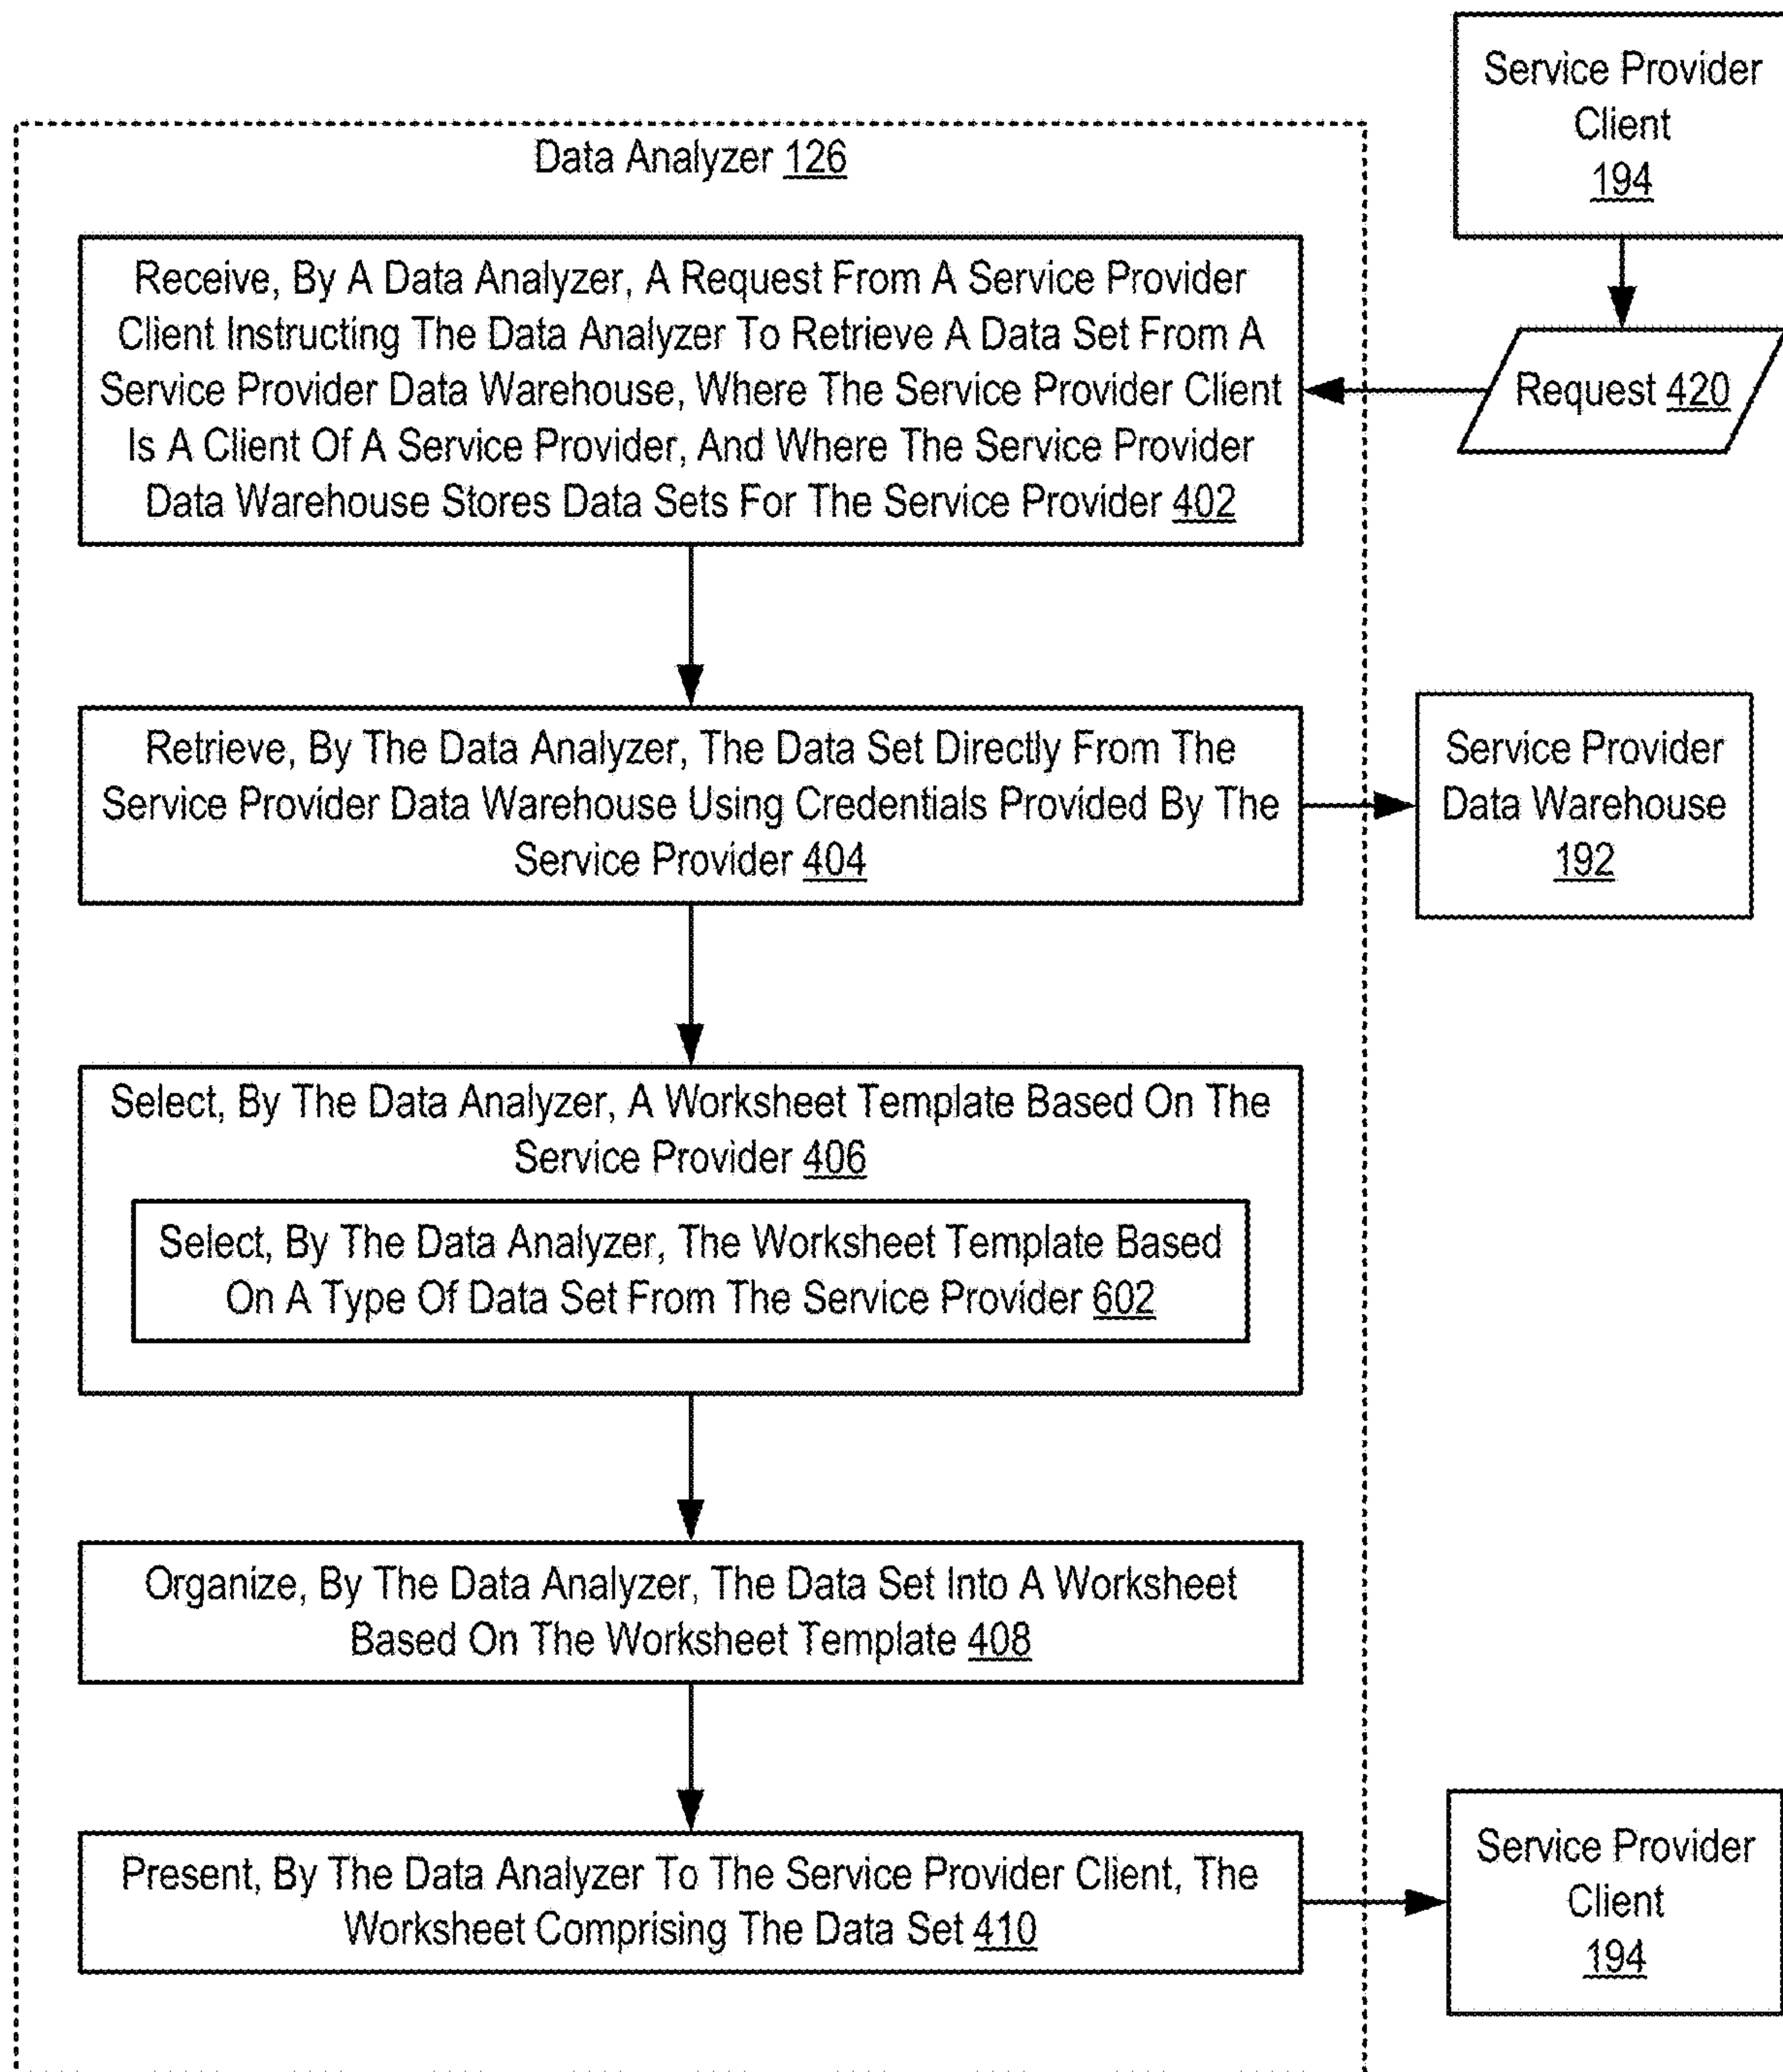 Service Provider
Client
194
Data Analyzer 126
Receive, By A Data Analyzer, A Request From A Service Provider
Client Instructing The Data Analyzer To Retrieve A Data Set From A
Service Provider Data Warehouse, Where The Service Provider Client
Is A Client Of A Service Provider, And Where The Service Provider
Data Warehouse Stores Data Sets For The Service Provider 402
Request 420
Retrieve, By The Data Analyzer, The Data Set Directly From The
Service Provider Data Warehouse Using Credentials Provided By The
Service Provider 404
Service Provider
Data Warehouse
192
Select, By The Data Analyzer, A Worksheet Template Based On The
Service Provider 406
Select, By The Data Analyzer, The Worksheet Template Based
On A Type Of Data Set From The Service Provider 602
Organize, By The Data Analyzer, The Data Set Into A Worksheet
Based On The Worksheet Template 408
Present, By The Data Analyzer To The Service Provider Client, The
Worksheet Comprising The Data Set 410
Service Provider
Client
194